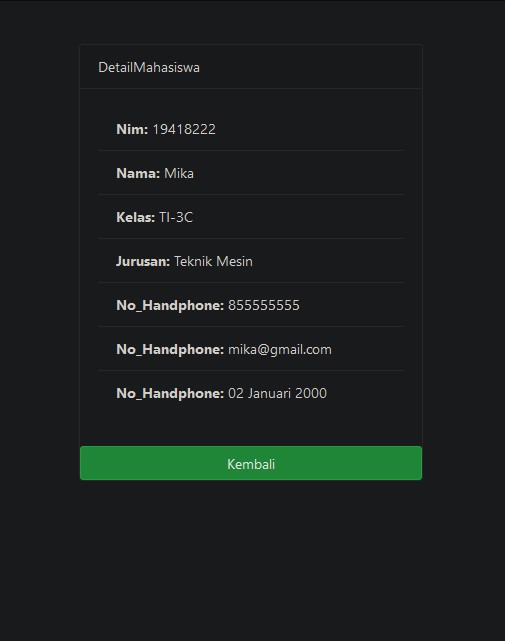 DetailMahasiswa
Nim: 19418222
Nama: Mika
Kelas: TI-3C
Jurusan: Teknik Mesin
No_Handphone: 855555555
No_Handphone: mika@gmail.com
No_Handphone: 02 Januari 2000
Kembali